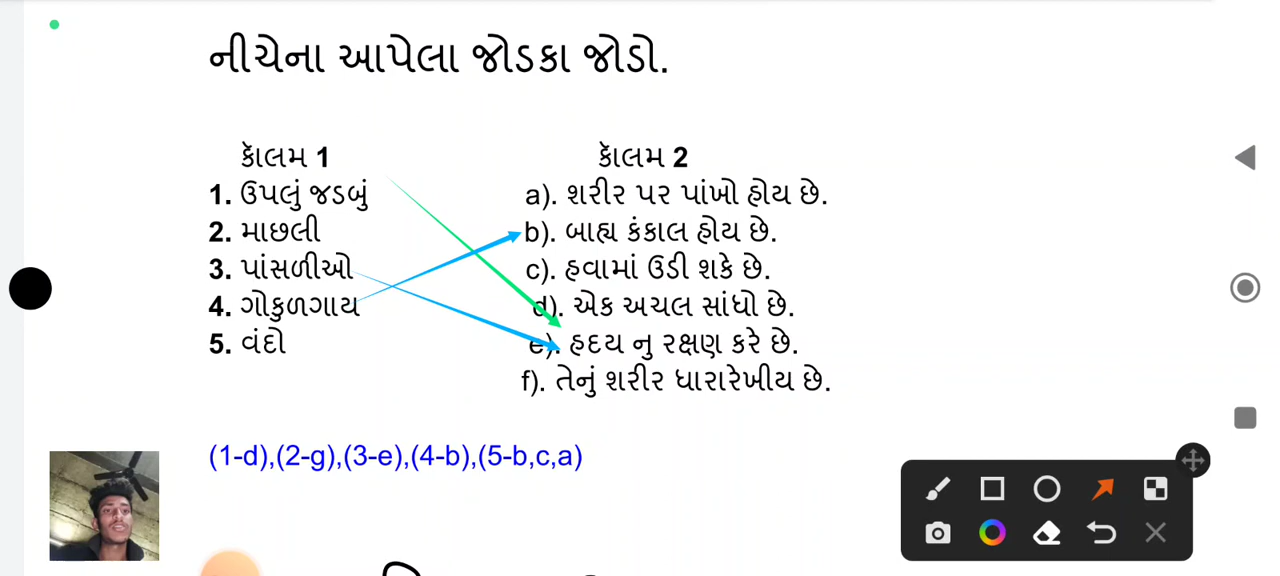 નીચેના આપેલા જોડકા જોડો.
કૉલમ 1
કૉલમ 2
1. ઉપલું જડબું
a). શરીર પર પાંખો હોય છે.
2. માછલી
b). બાહ્ય કંકાલ હોય છે.
3. પાંસળીઓ
c). હવામાં ઉડી શકે છે.
4. ગોકુળગાય
d). એક અચલ સાંધો છે.
5. વંદો
e). હદય નુ રક્ષણ કરે છે.
f). તેનું શરીર ધારારેખીય છે.
(1-d),(2-g),(3-e),(4-b),(5-b,c,a)